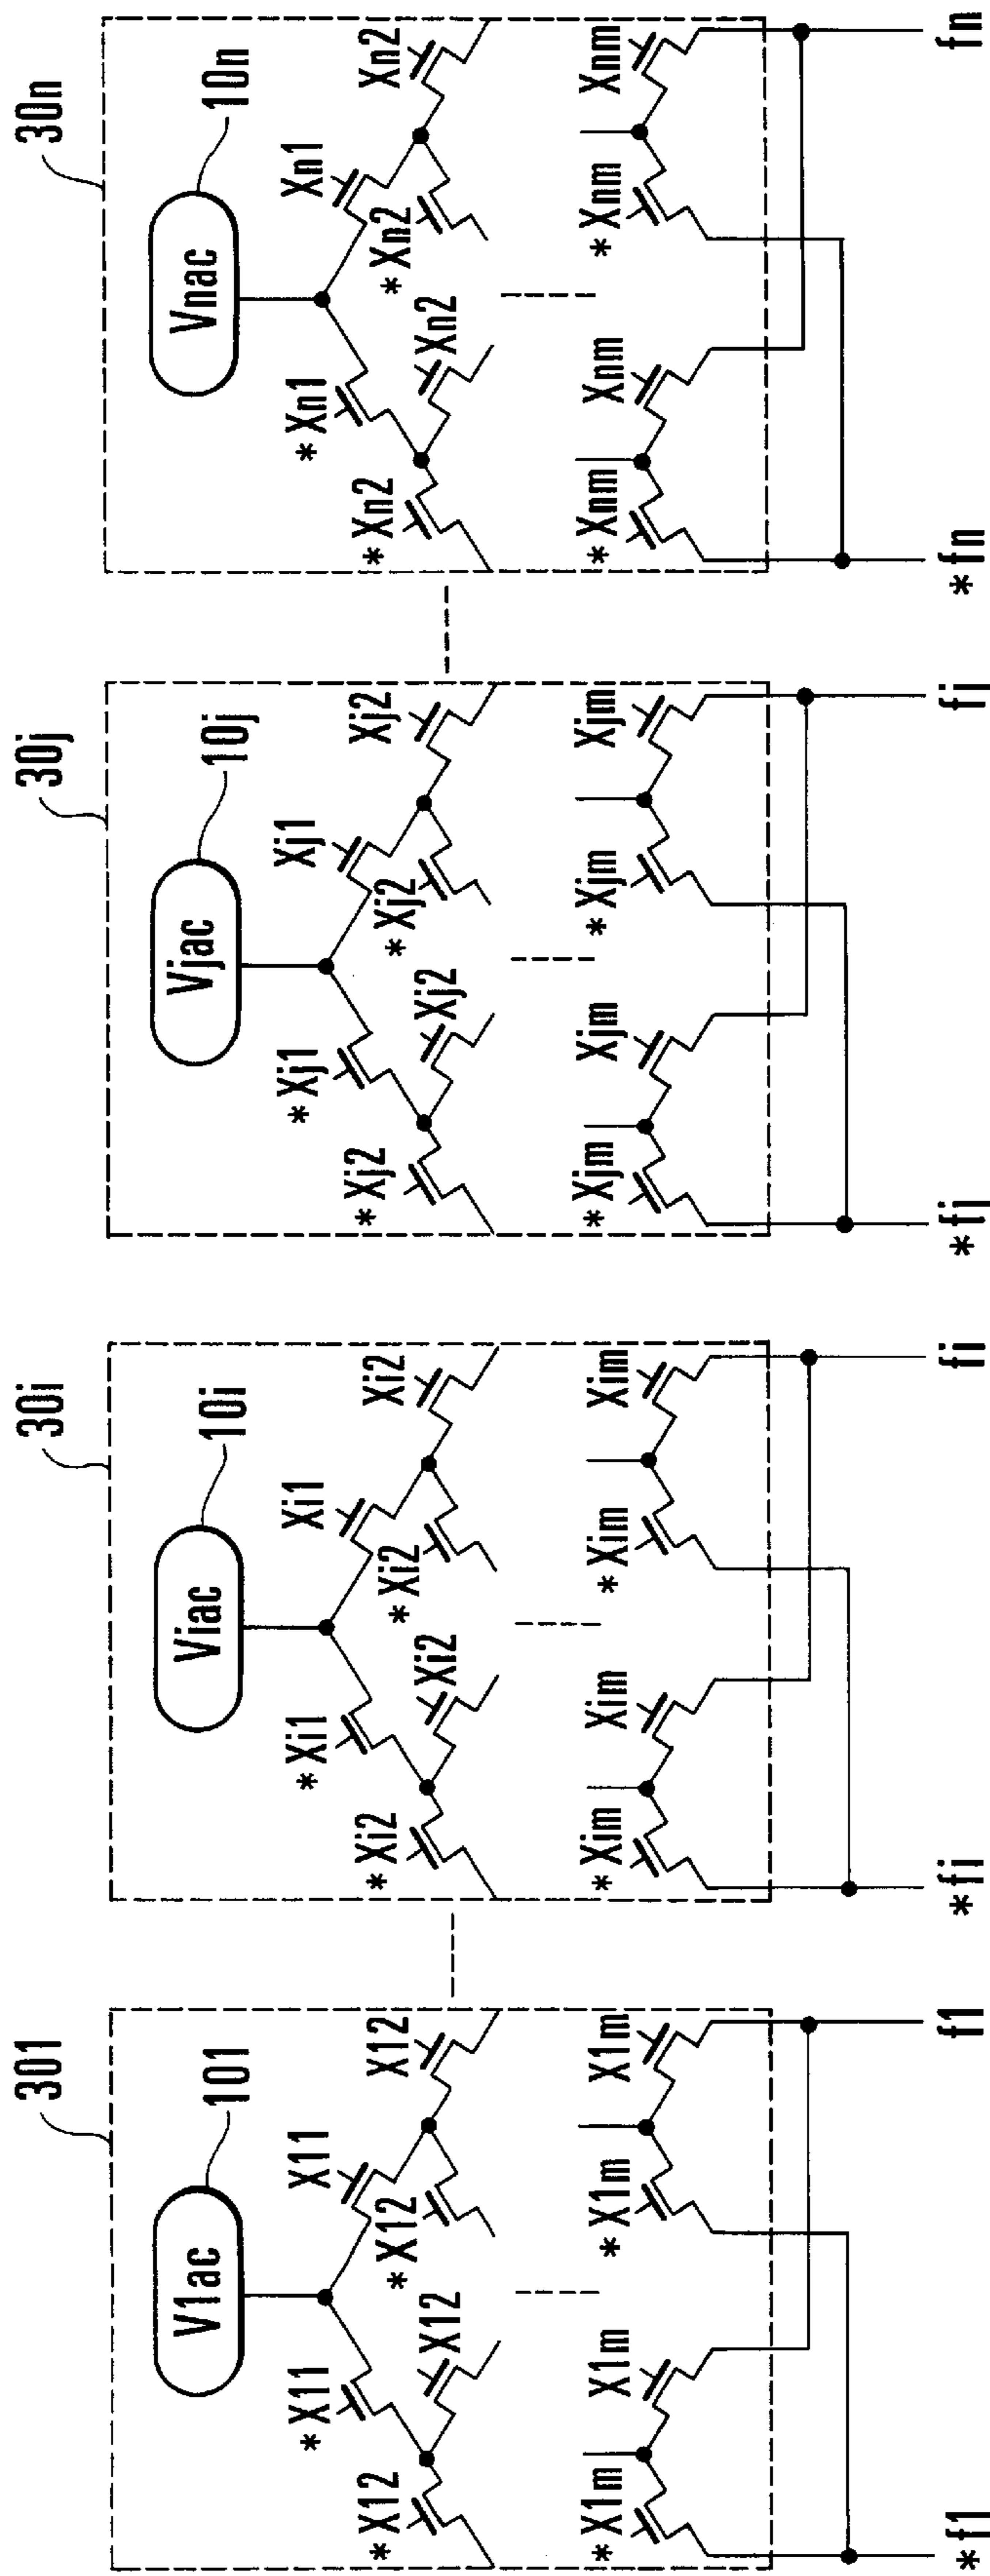 301
101
V1ac
*X11
X11
*X12
X12
*X12
X12
*X1m
X1m
*X1m
X1m
*f1
f1
30i
10i
Viac
*Xi1
Xi1
*Xi2
Xi2
*Xi2
Xi2
*Xim
Xim
*Xim
Xim
*fi
fi
30j
10j
Vjac
*Xj1
Xj1
*Xj2
Xj2
*Xj2
Xj2
*Xjm
Xjm
*Xjm
Xjm
*fj
fj
30n
10n
Vnac
*Xn1
Xn1
*Xn2
Xn2
*Xn2
Xn2
*Xnm
Xnm
*Xnm
Xnm
*fn
fn